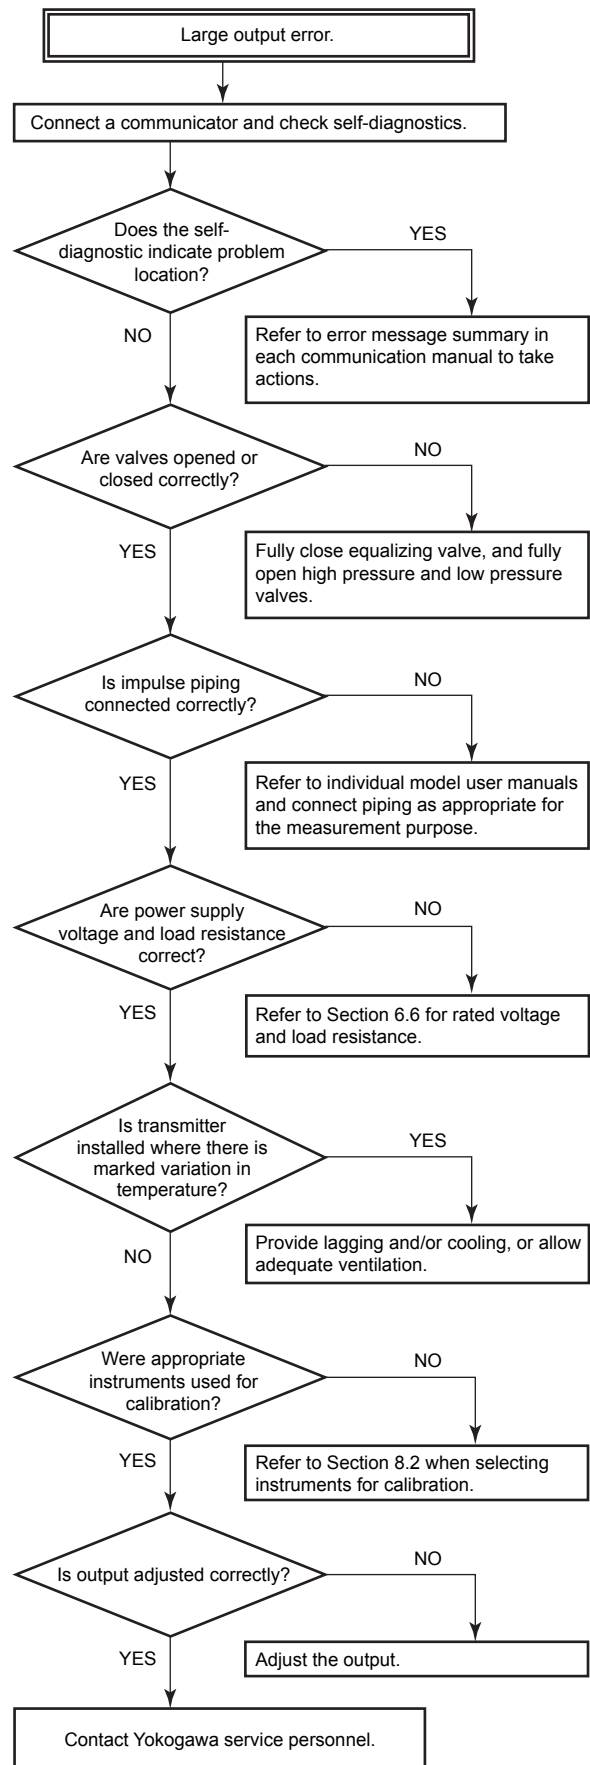 Large output error.
Connect a communicator and check self-diagnostics.
Does the self-
diagnostic indicate problem
location?
YES
NO
Refer to error message summary in
each communication manual to take
actions.
Are valves opened or
closed correctly?
NO
YES
Fully close equalizing valve, and fully
open high pressure and low pressure
valves.
Is impulse piping
connected correctly?
NO
YES
Refer to individual model user manuals
and connect piping as appropriate for
the measurement purpose.
Are power supply
voltage and load resistance
correct?
NO
YES
Refer to Section 6.6 for rated voltage
and load resistance.
Is transmitter
installed where there is
marked variation in
temperature?
YES
NO
Provide lagging and/or cooling, or allow
adequate ventilation.
Were appropriate
instruments used for
calibration?
NO
YES
Refer to Section 8.2 when selecting
instruments for calibration.
Is output adjusted correctly?
NO
YES
Adjust the output.
Contact Yokogawa service personnel.